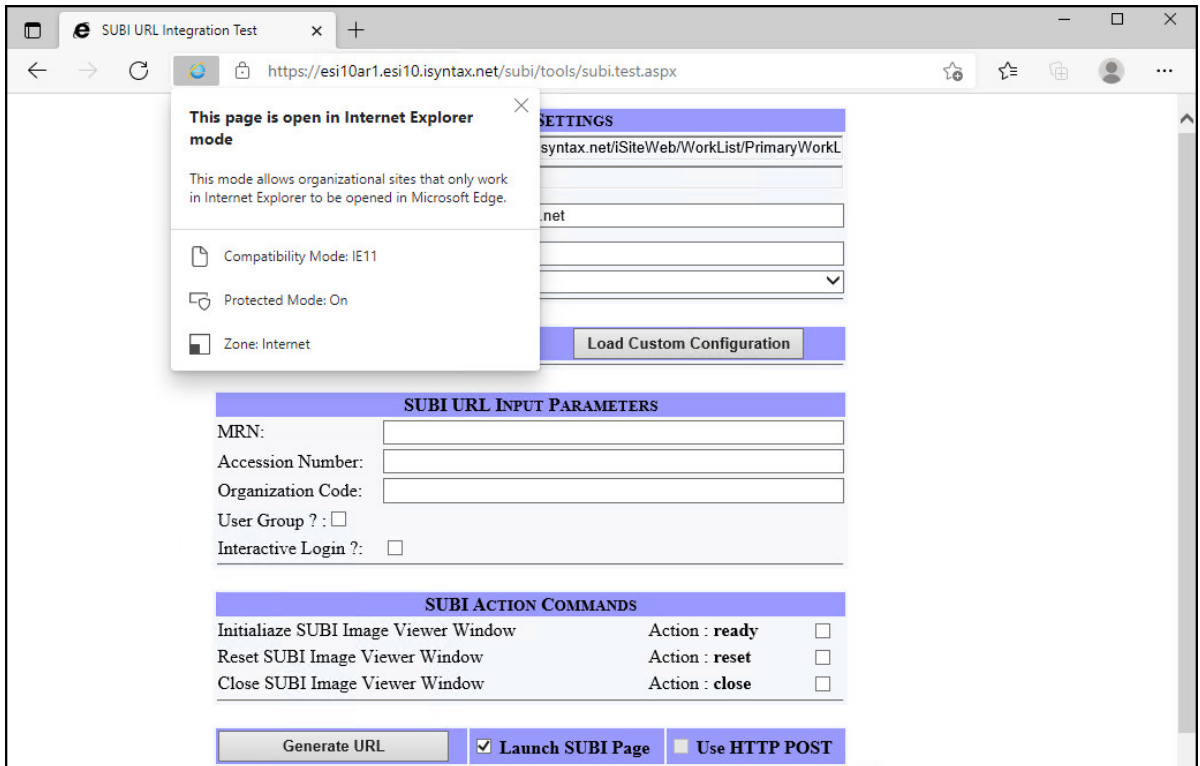 SUBI URL Integration Test
https://esi10ar1.esi10.isyntax.net/subi/tools/subi.test.aspx
This page is open in Internet Explorer
mode
This mode allows organizational sites that only work
in Internet Explorer to be opened in Microsoft Edge.
Compatibility Mode: IE11
Protected Mode: On
Zone: Internet
SETTINGS
syntax.net/iSiteWeb/WorkList/PrimaryWorkL
.net
Load Custom Configuration
SUBI URL INPUT PARAMETERS
MRN:
Accession Number:
Organization Code:
User Group ? :
Interactive Login ?:
SUBI ACTION COMMANDS
Initialiaze SUBI Image Viewer Window Action : ready
Reset SUBI Image Viewer Window Action : reset
Close SUBI Image Viewer Window Action : close
Generate URL Launch SUBI Page Use HTTP POST